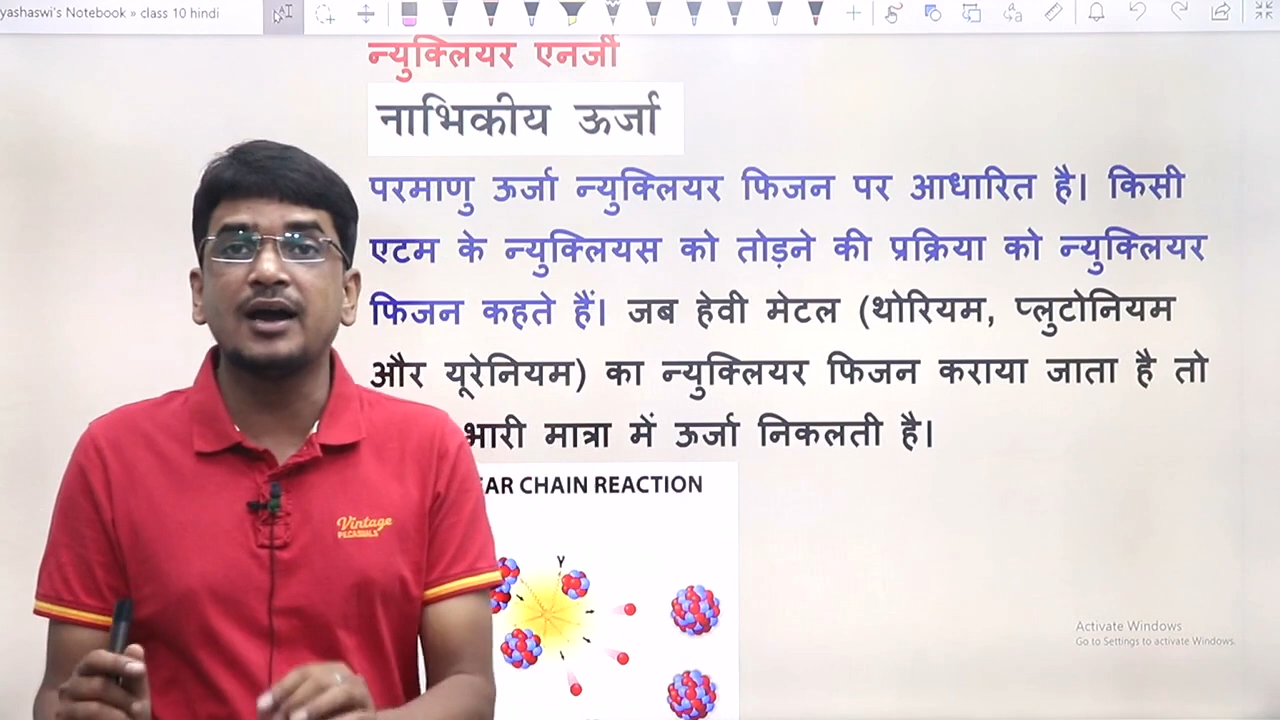 yashaswi's Notebook » class 10 hindi
न्युक्लियर एनर्जी
नाभिकीय ऊर्जा
परमाणु ऊर्जा न्युक्लियर फिजन पर आधारित है। किसी
एटम के न्युक्लियस को तोड़ने की प्रक्रिया को न्युक्लियर
फिजन कहते हैं। जब हेवी मेटल (थोरियम, प्लुटोनियम
और यूरेनियम) का न्युक्लियर फिजन कराया जाता है तो
भारी मात्रा में ऊर्जा निकलती है।
EAR CHAIN REACTION
Vintage
γ
Activate Windows
Go to Settings to activate Windows.